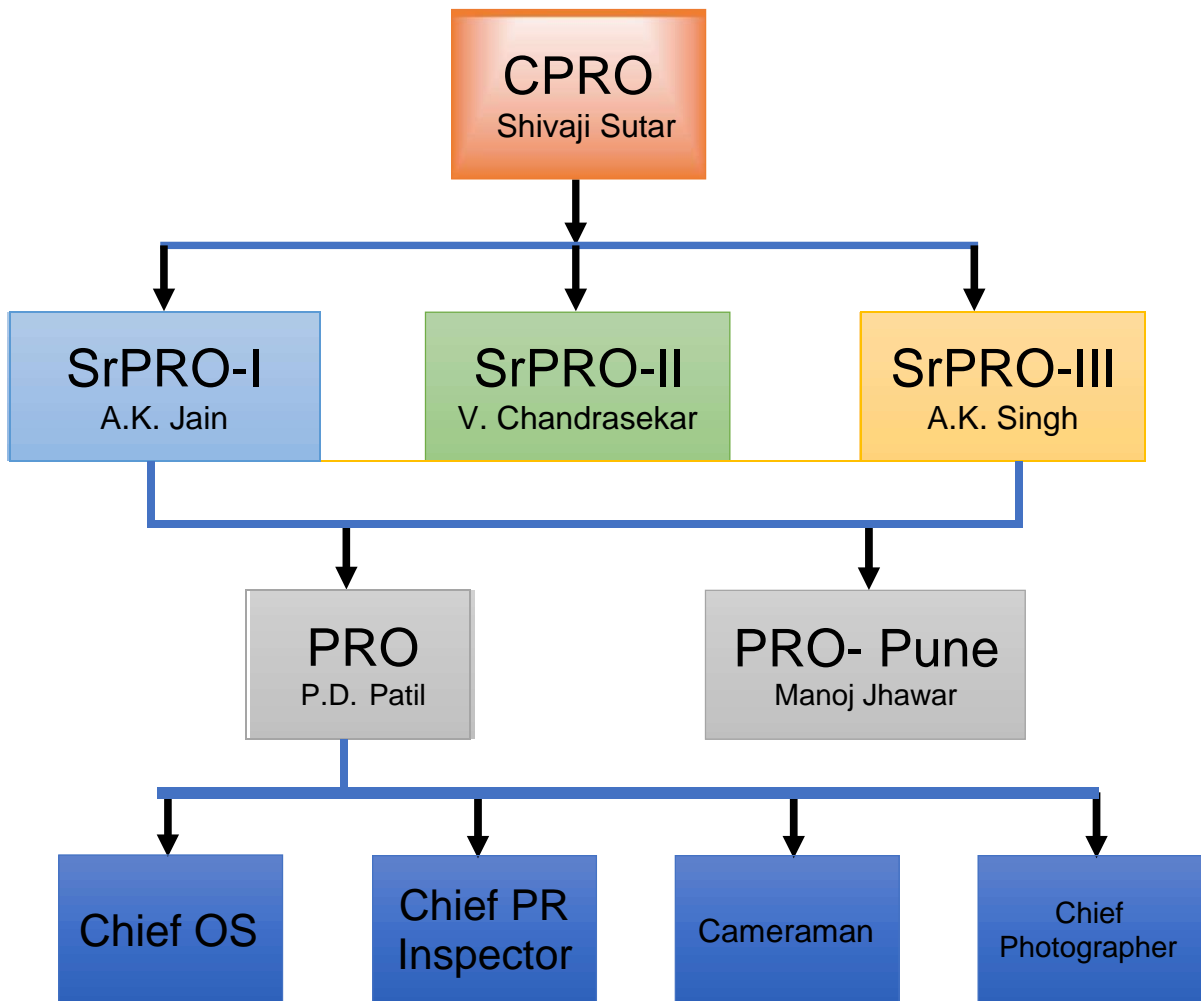 CPRO
Shivaji Sutar
SrPRO-I
A.K. Jain
SrPRO-II
V. Chandrasekar
SrPRO-III
A.K. Singh
PRO
P.D. Patil
PRO- Pune
Manoj Jhawar
Chief OS
Chief PR
Inspector
Cameraman
Chief
Photographer